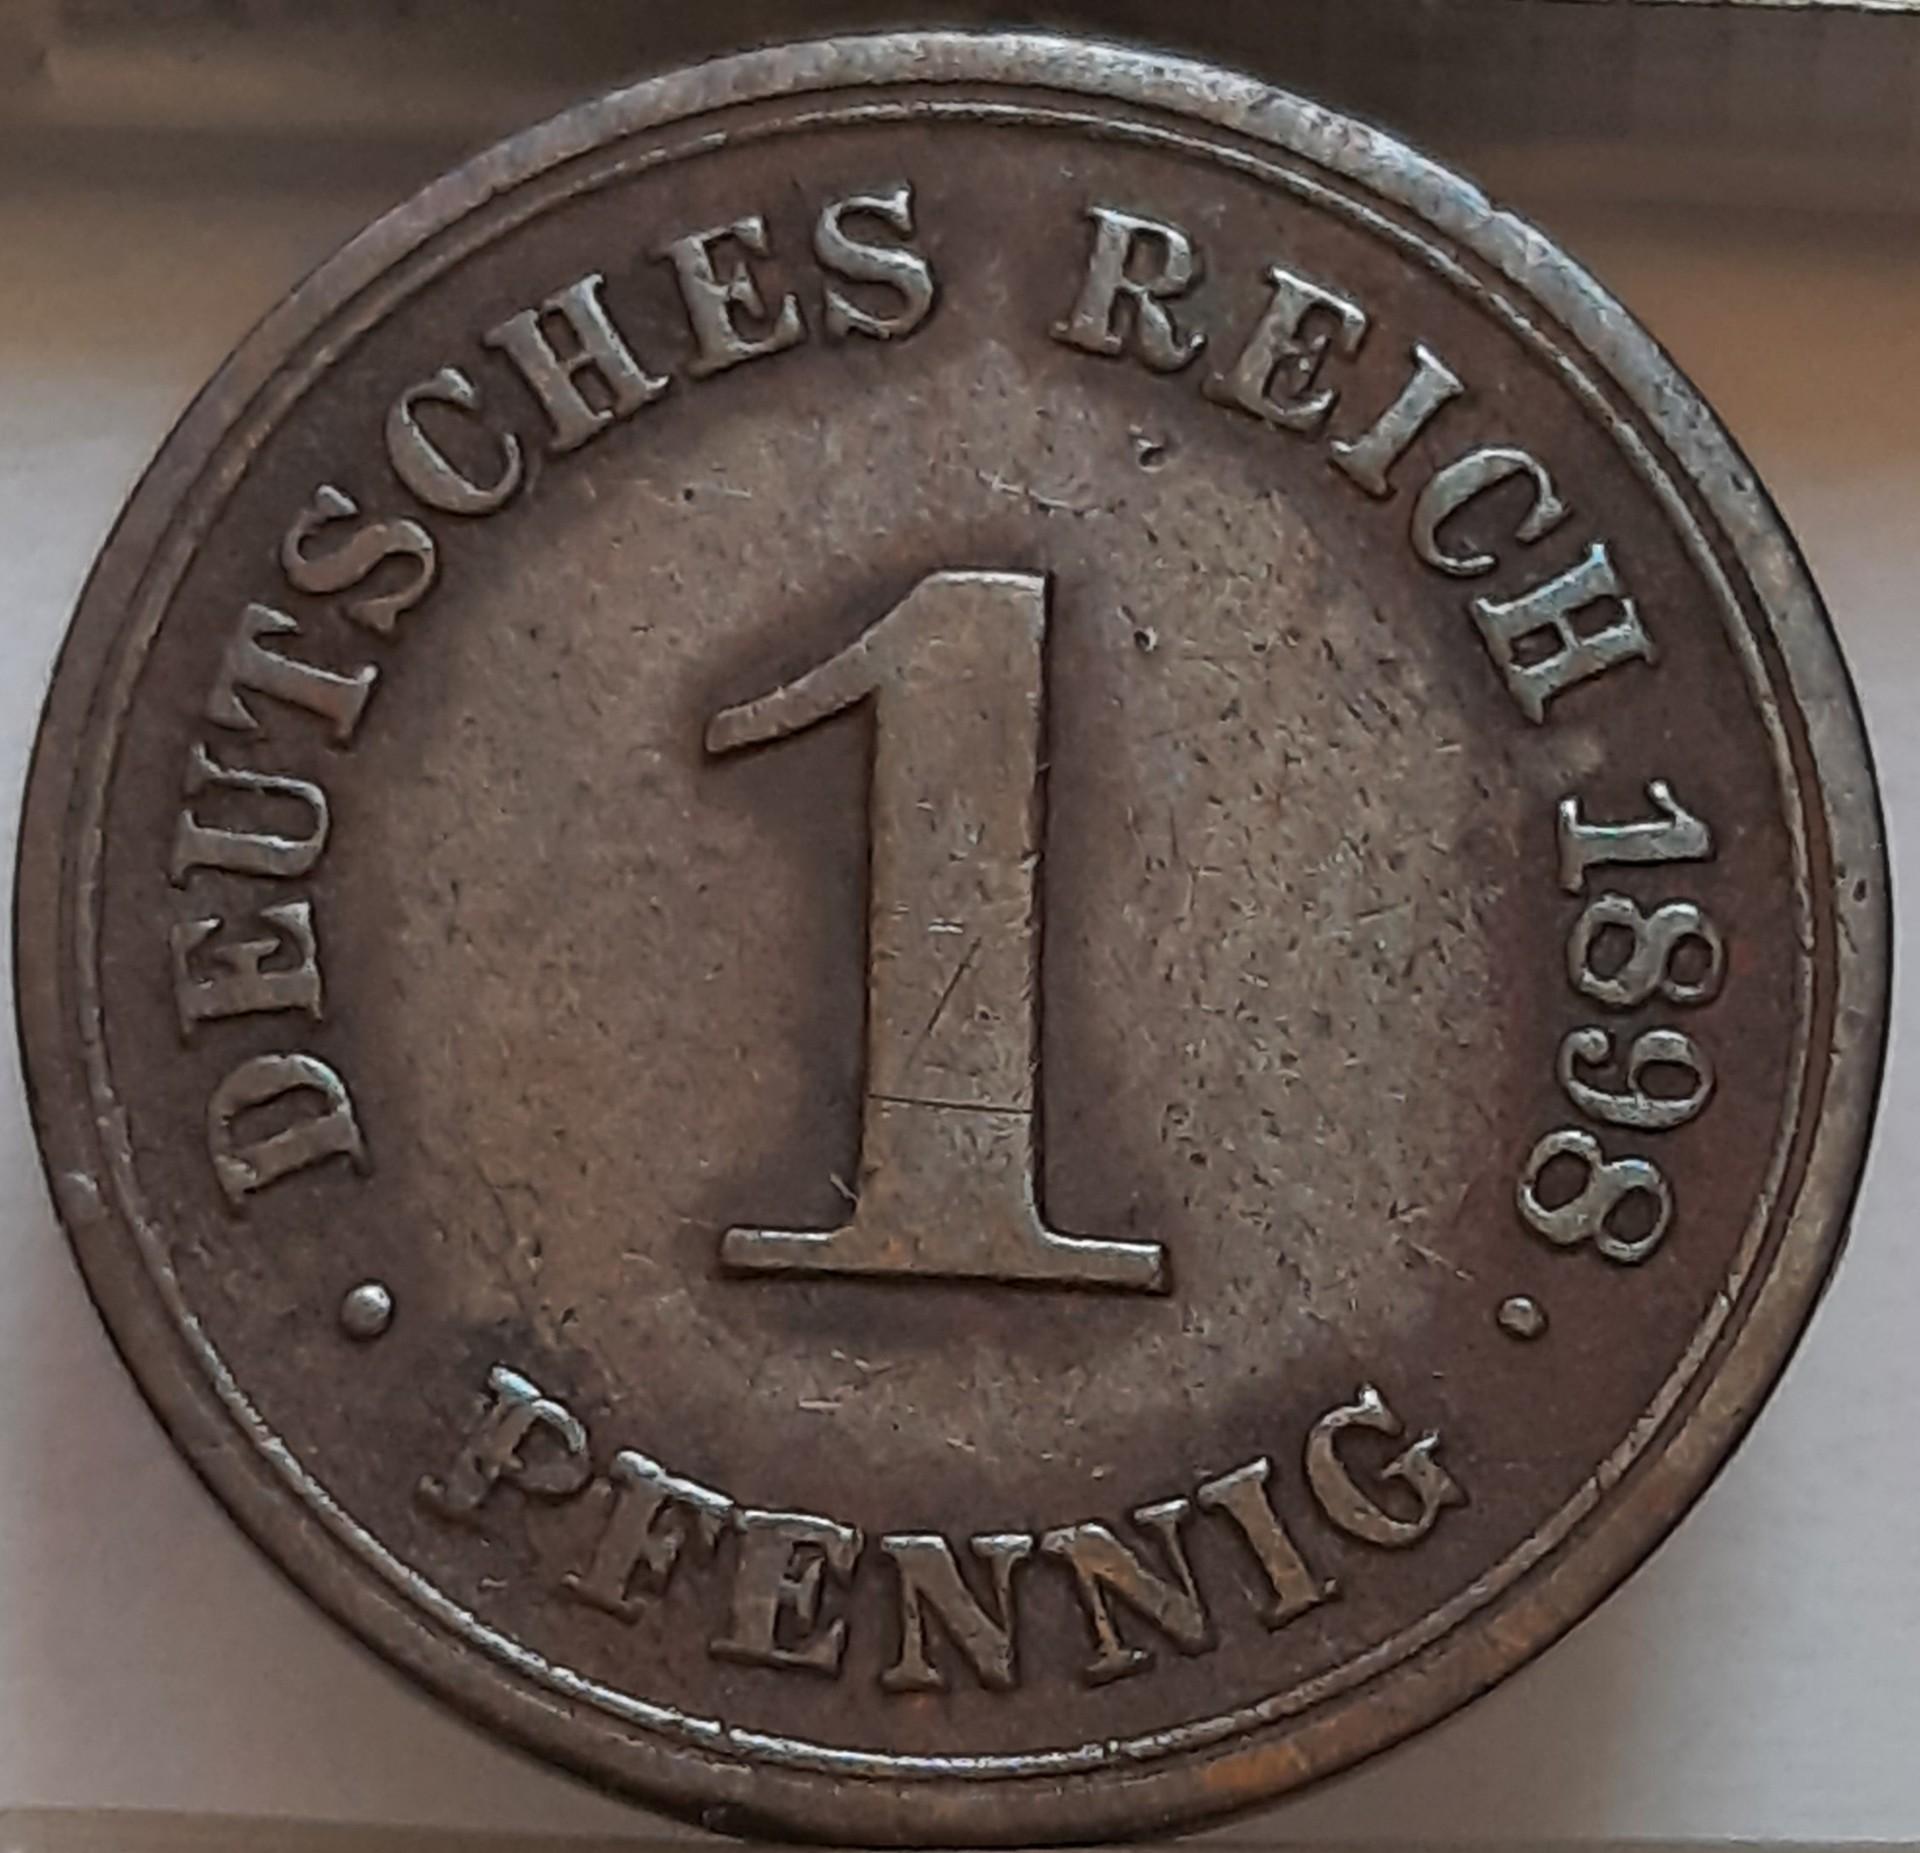 DEUTSCHES REICH 1898
1
· PFENNIG ·